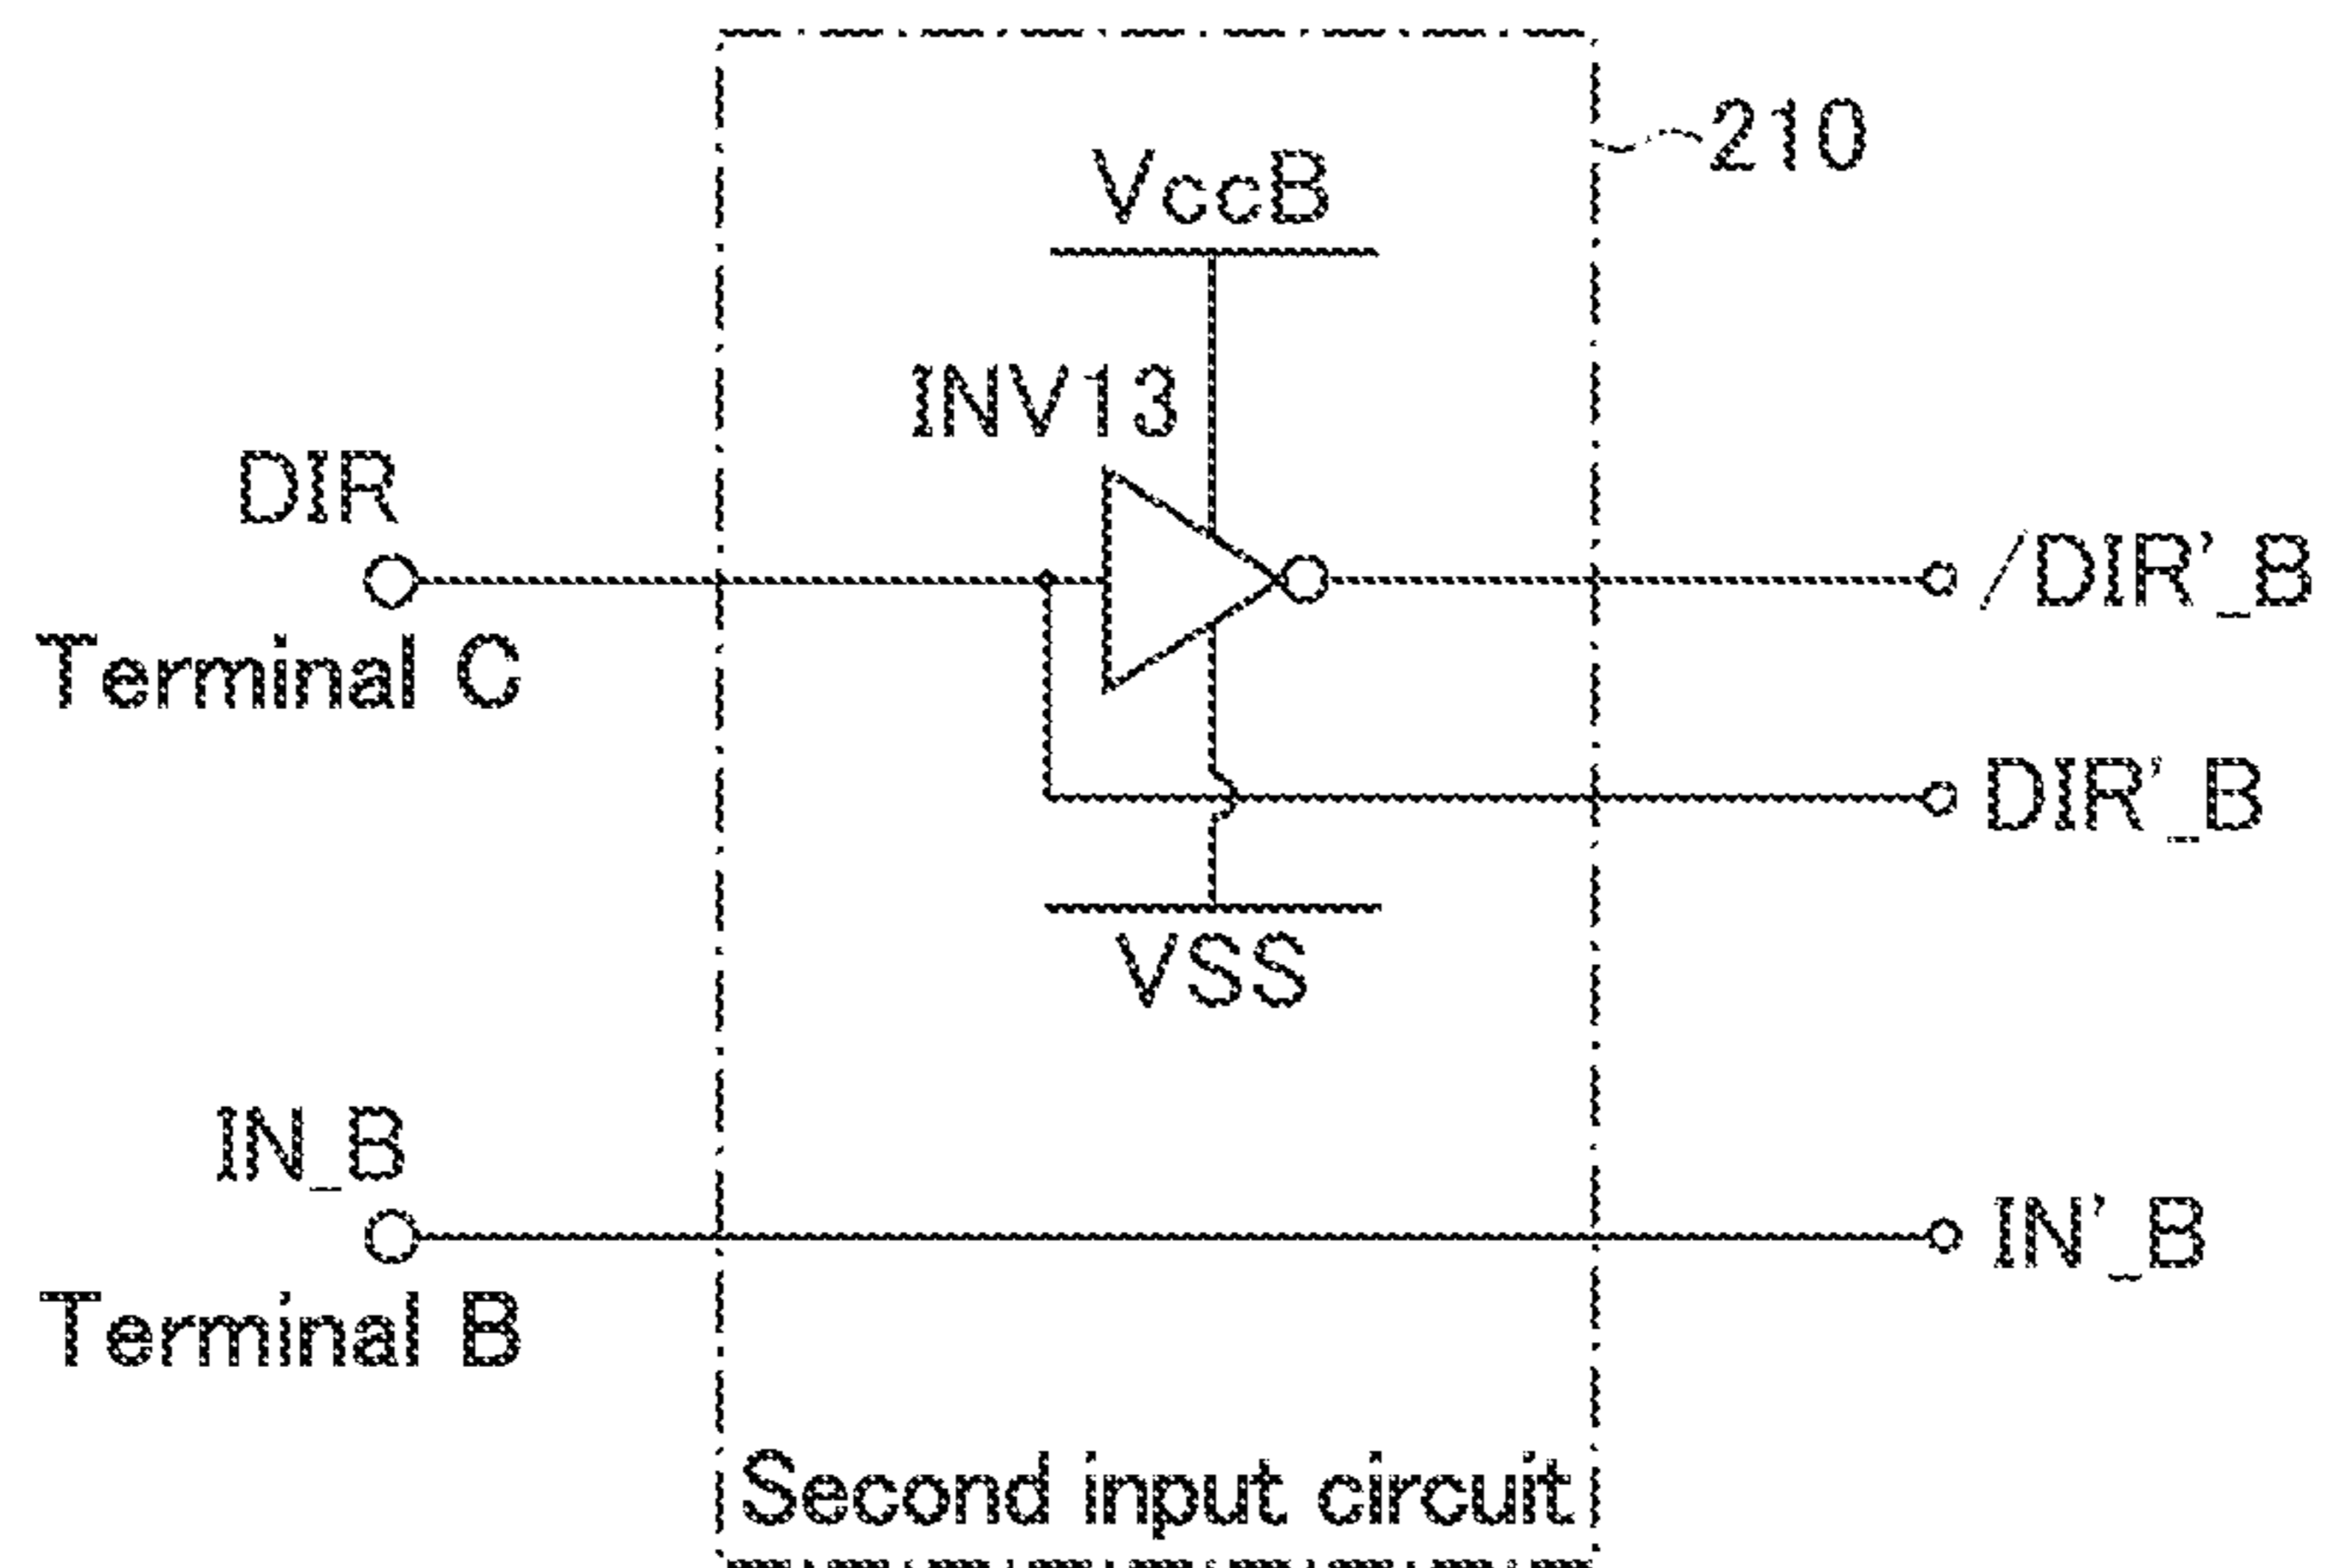 210
VccB
INV13
DIR
Terminal C
/DIR'_B
DIR'_B
VSS
IN_B
Terminal B
IN'_B
Second input circuit